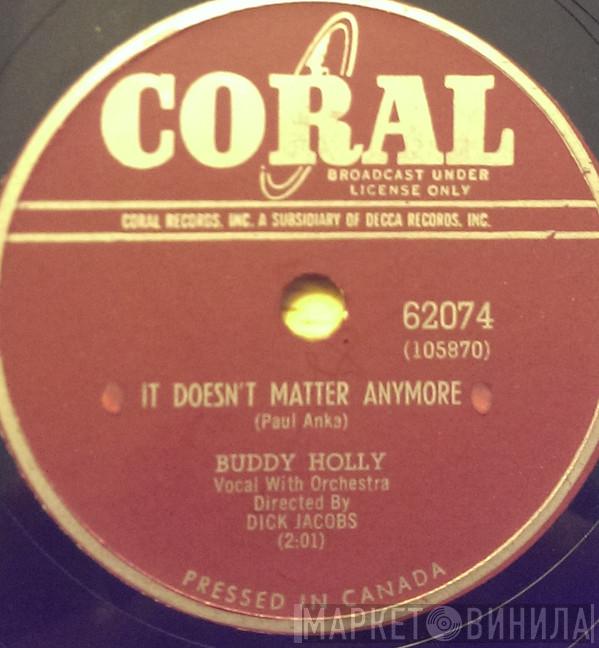 CORAL
BROADCAST UNDER
LICENSE ONLY
CORAL RECORDS, INC. A SUBSIDIARY OF DECCA RECORDS, INC.
62074
(105870)
IT DOESN'T MATTER ANYMORE
(Paul Anka)
BUDDY HOLLY
Vocal With Orchestra
Directed By
DICK JACOBS
(2:01)
PRESSED IN CANADA
МАРКЕТ ВИНИЛА